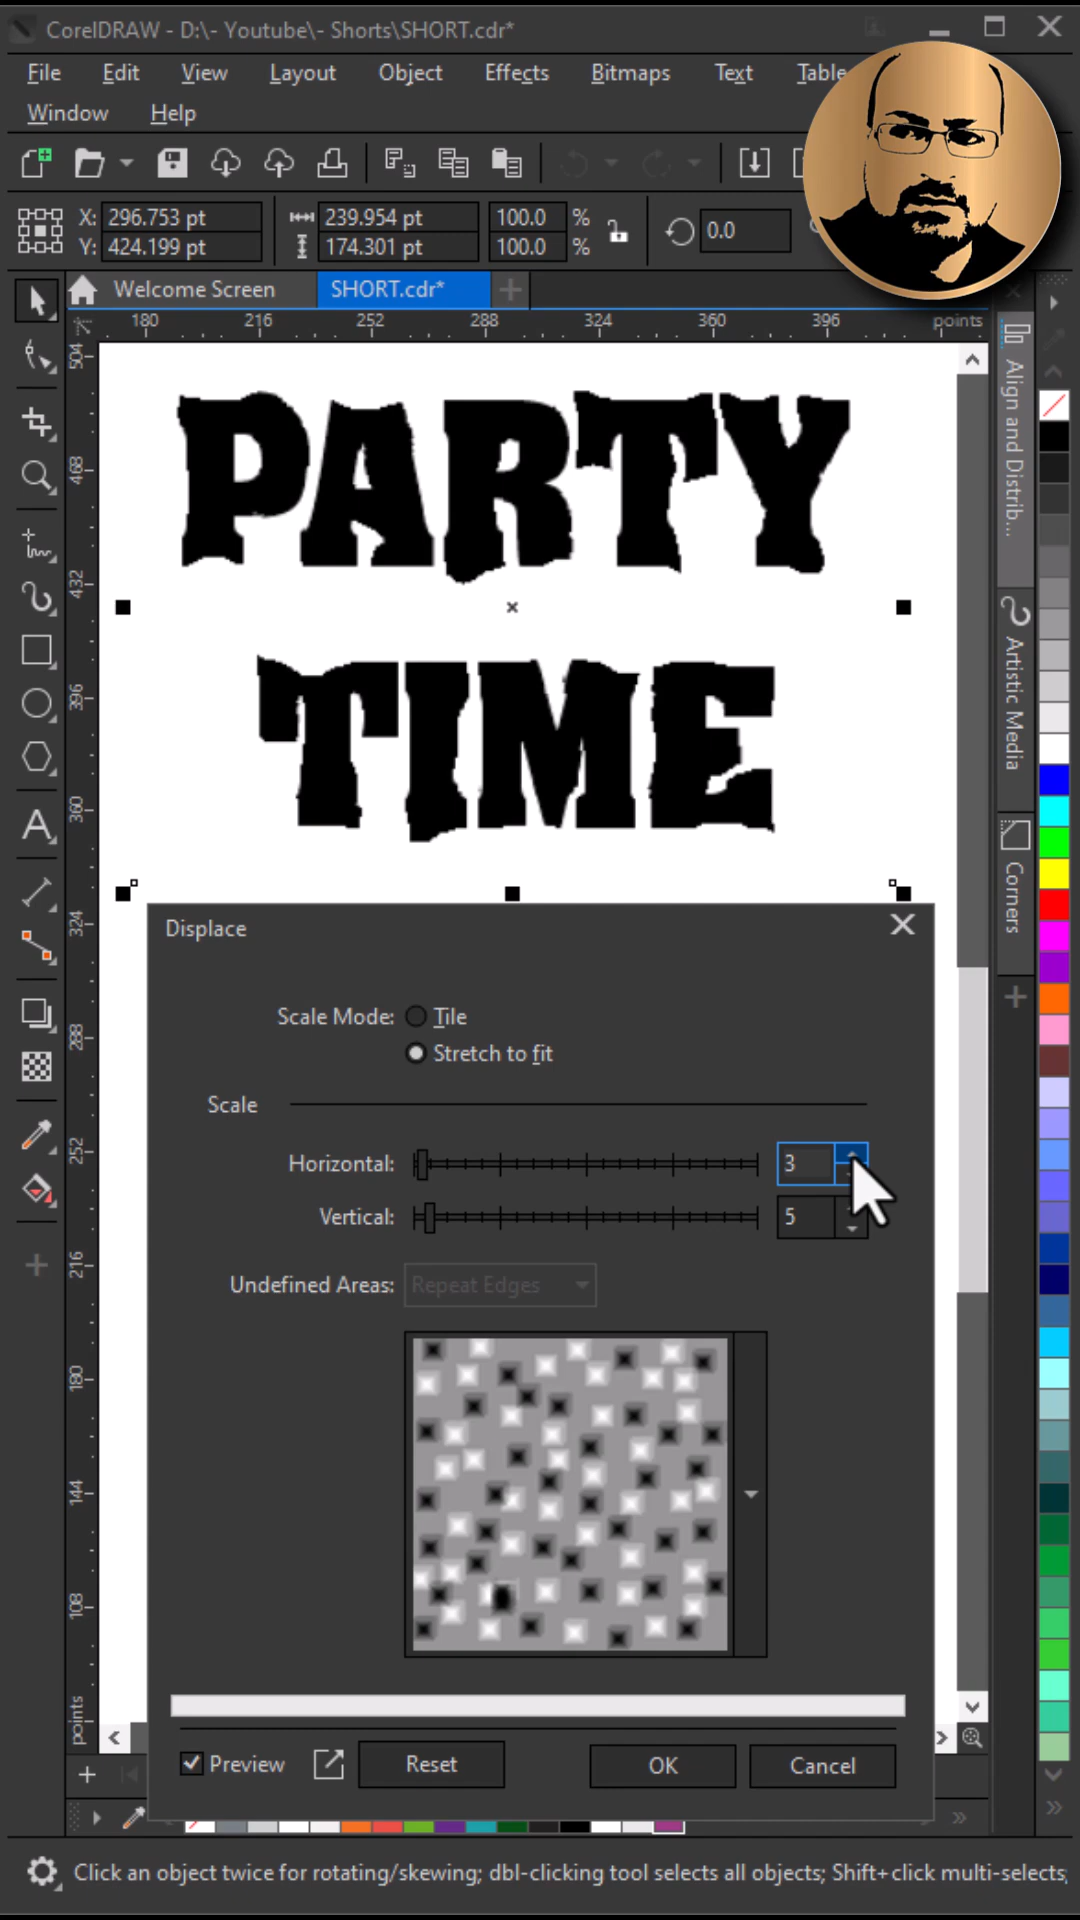 CorelDRAW - D:\- Youtube\- Shorts\SHORT.cdr*
File Edit View Layout Object Effects Bitmaps Text Table
Window Help
X: 296.753 pt 239.954 pt 100.0 %
Y: 424.199 pt 174.301 pt 100.0 %
0.0
Welcome Screen SHORT.cdr*
180 216 252 288 324 360 396 points
504
468
432
396
360
324
288
252
216
180
144
108
points
PARTY
TIME
Align and Distrib...
Artistic Media
Corners
Displace
Scale Mode: Tile
Stretch to fit
Scale
Horizontal: 3
Vertical: 5
Undefined Areas: Repeat Edges
Preview Reset OK Cancel
Click an object twice for rotating/skewing; dbl-clicking tool selects all objects; Shift+click multi-selects;